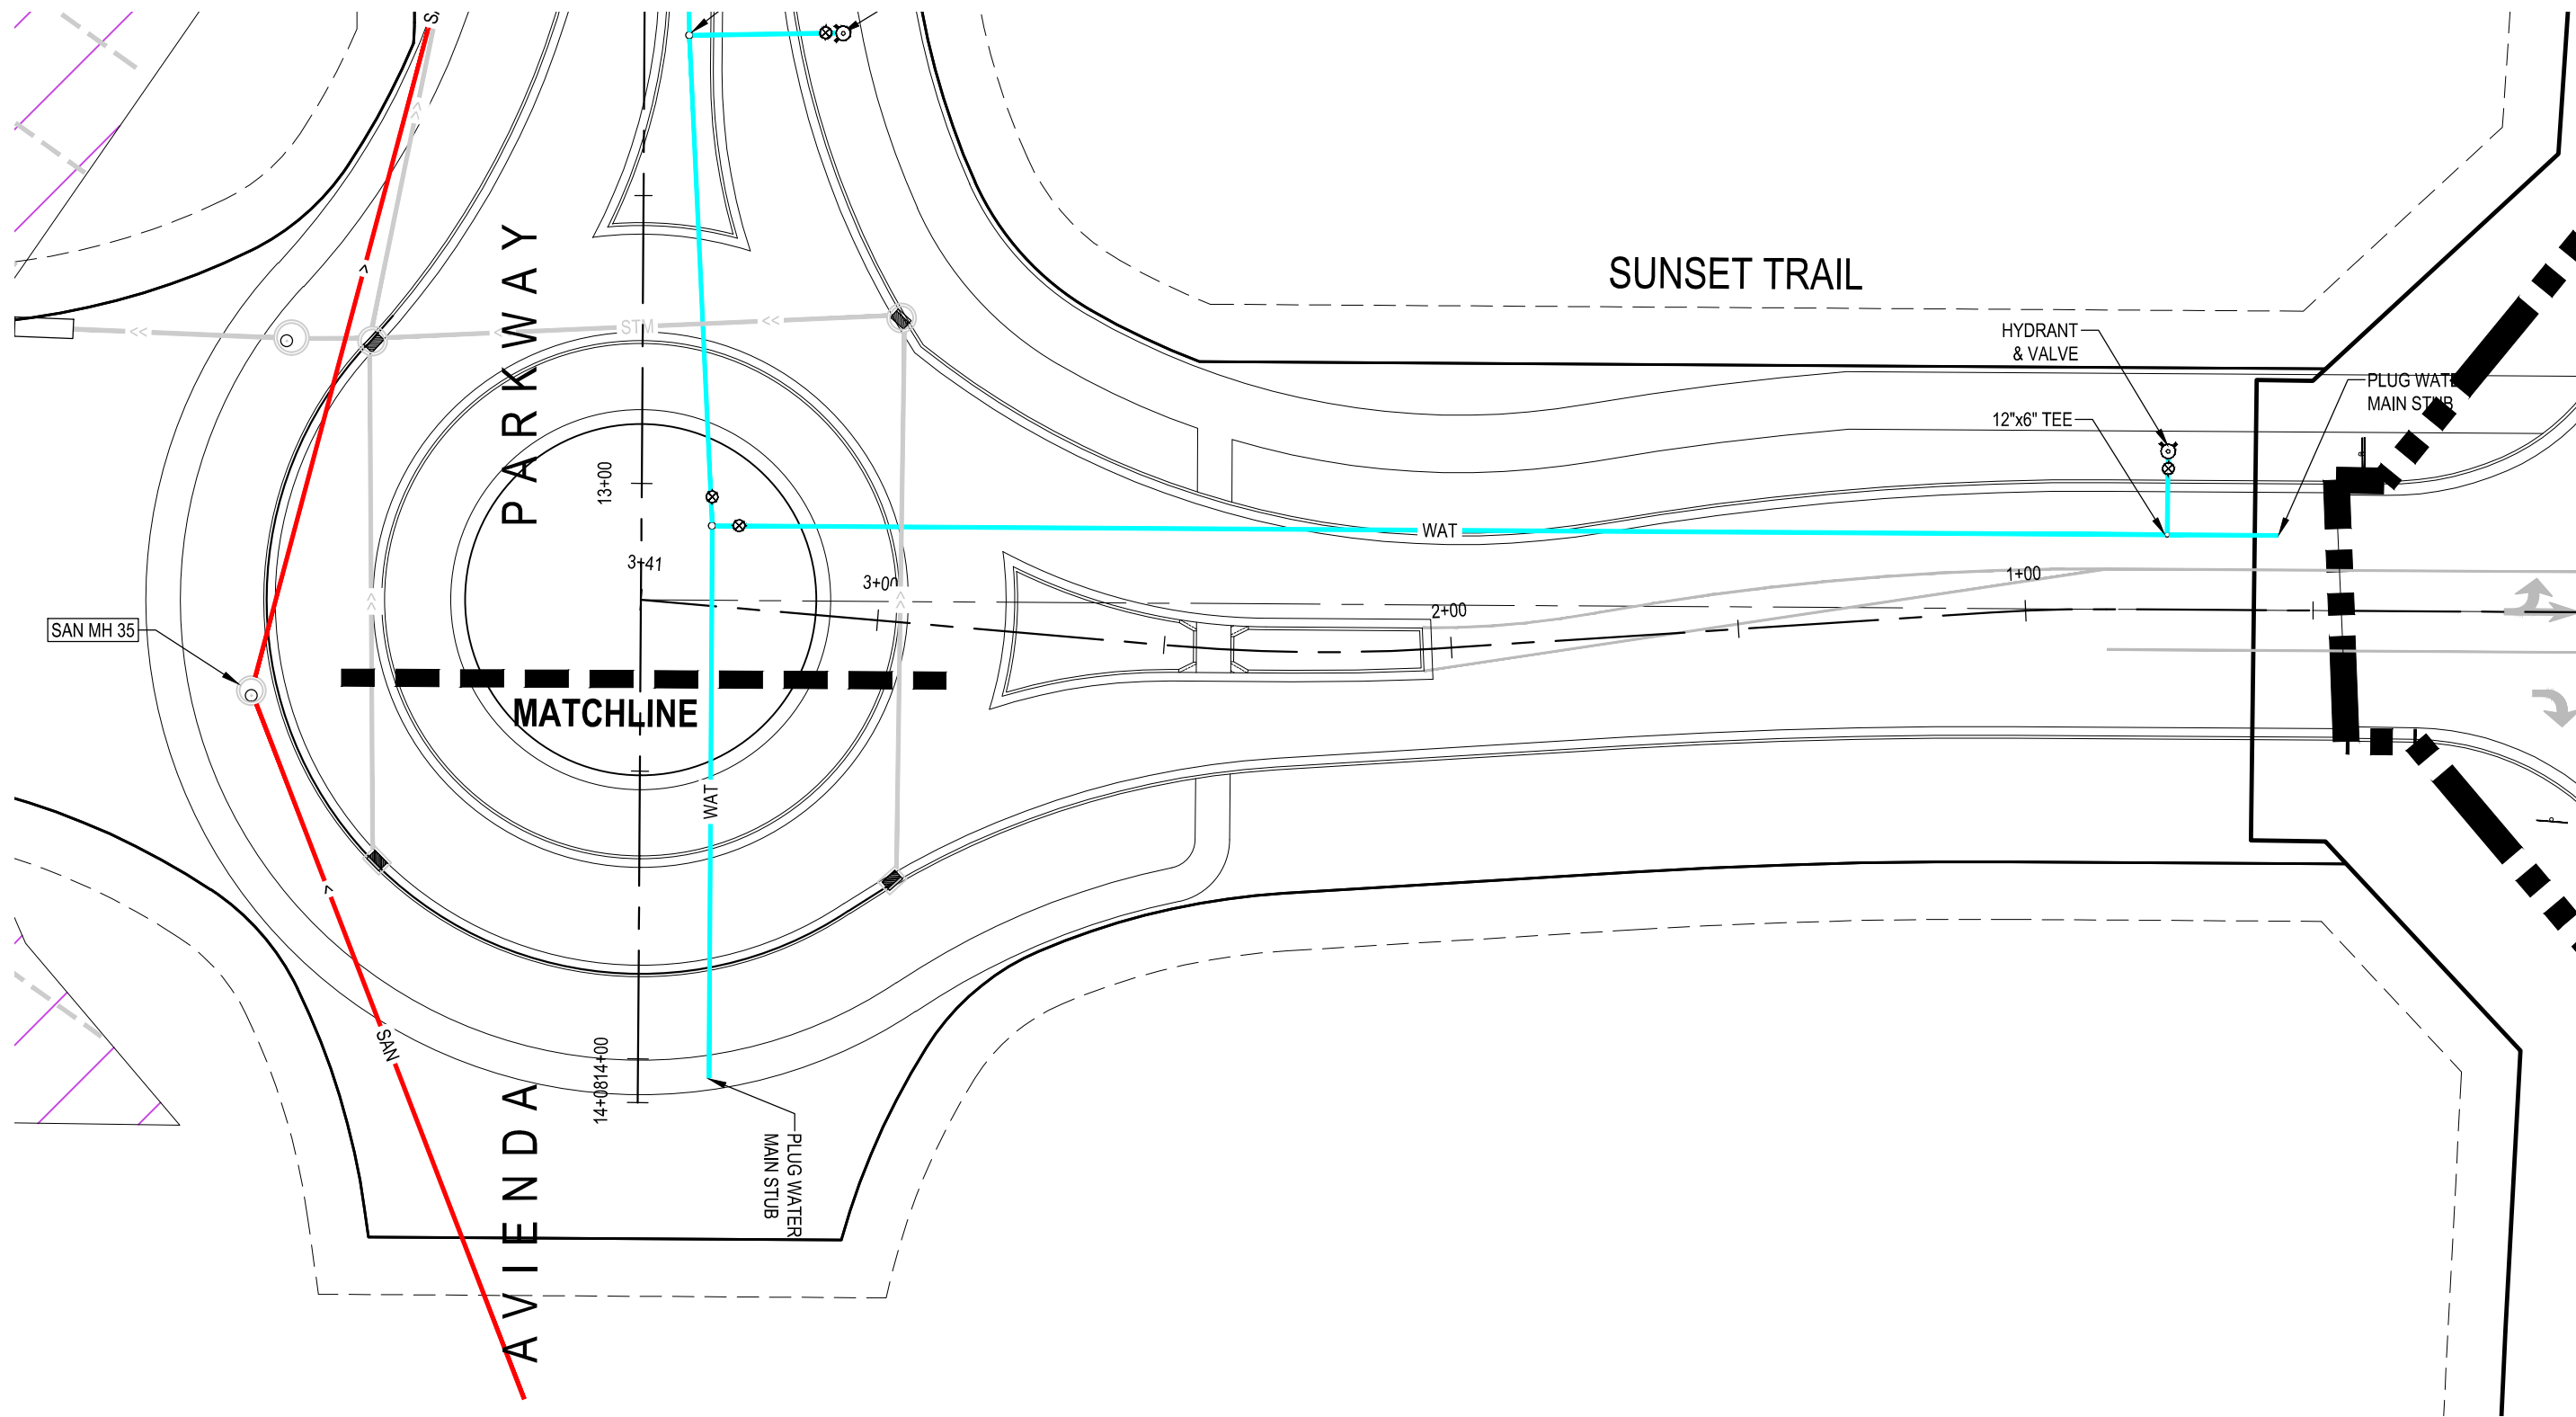 SUNSET TRAIL
PARKWAY
STM
HYDRANT
& VALVE
PLUG WATER
MAIN STUB
12"x6" TEE
13+00
WAT
3+41
3+00
2+00
1+00
SAN MH 35
MATCHLINE
WAT
SAN
14+00
14+08
AVIENDA
PLUG WATER
MAIN STUB